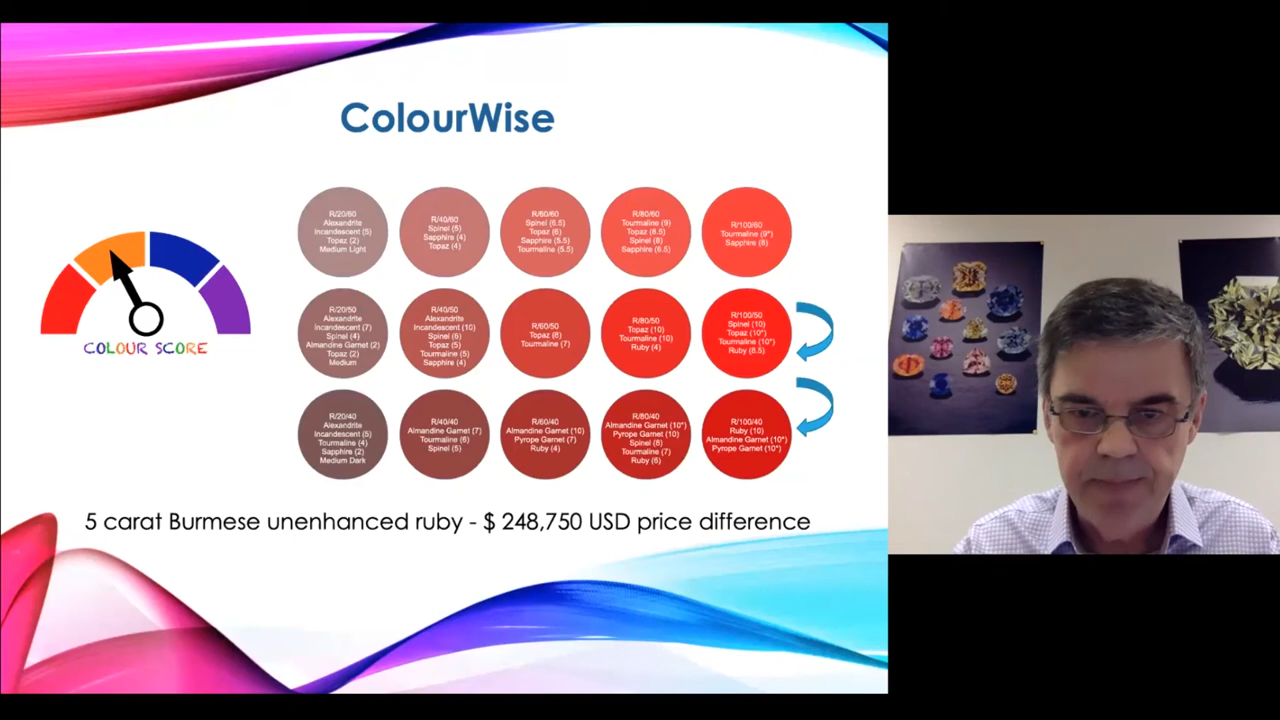 ColourWise
R/20/60
Alexandrite
Incandescent (5)
Topaz (2)
Medium Light
R/40/60
Spinel (5)
Sapphire (4)
Topaz (4)
R/60/60
Spinel (6.5)
Topaz (6)
Sapphire (5.5)
Tourmaline (5.5)
R/80/60
Tourmaline (9)
Topaz (8.5)
Spinel (8)
Sapphire (6.5)
R/100/60
Tourmaline (9*)
Sapphire (8)
R/20/50
Alexandrite
Incandescent (7)
Spinel (4)
Almandine Garnet (2)
Topaz (2)
Medium
R/40/50
Alexandrite
Incandescent (10)
Spinel (6)
Topaz (5)
Tourmaline (5)
Sapphire (4)
R/60/50
Topaz (8)
Tourmaline (7)
R/80/50
Topaz (10)
Tourmaline (10)
Ruby (4)
R/100/50
Spinel (10)
Topaz (10*)
Tourmaline (10*)
Ruby (8.5)
R/20/40
Alexandrite
Incandescent (5)
Tourmaline (4)
Sapphire (2)
Medium Dark
R/40/40
Almandine Garnet (7)
Tourmaline (6)
Spinel (5)
R/60/40
Almandine Garnet (10)
Pyrope Garnet (7)
Ruby (4)
R/80/40
Almandine Garnet (10*)
Pyrope Garnet (10)
Spinel (8)
Tourmaline (7)
Ruby (6)
R/100/40
Ruby (10)
Almandine Garnet (10*)
Pyrope Garnet (10*)
COLOUR SCORE
5 carat Burmese unenhanced ruby - $ 248,750 USD price difference